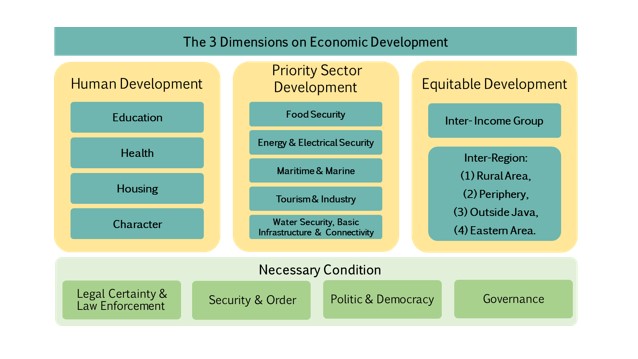 The 3 Dimensions on Economic Development
Human Development
Education
Health
Housing
Character
Priority Sector
Development
Food Security
Energy & Electrical Security
Maritime & Marine
Tourism & Industry
Water Security, Basic
Infrastructure & Connectivity
Equitable Development
Inter- Income Group
Inter-Region:
(1) Rural Area,
(2) Periphery,
(3) Outside Java,
(4) Eastern Area.
Necessary Condition
Legal Certainty &
Law Enforcement
Security & Order
Politic & Democracy
Governance